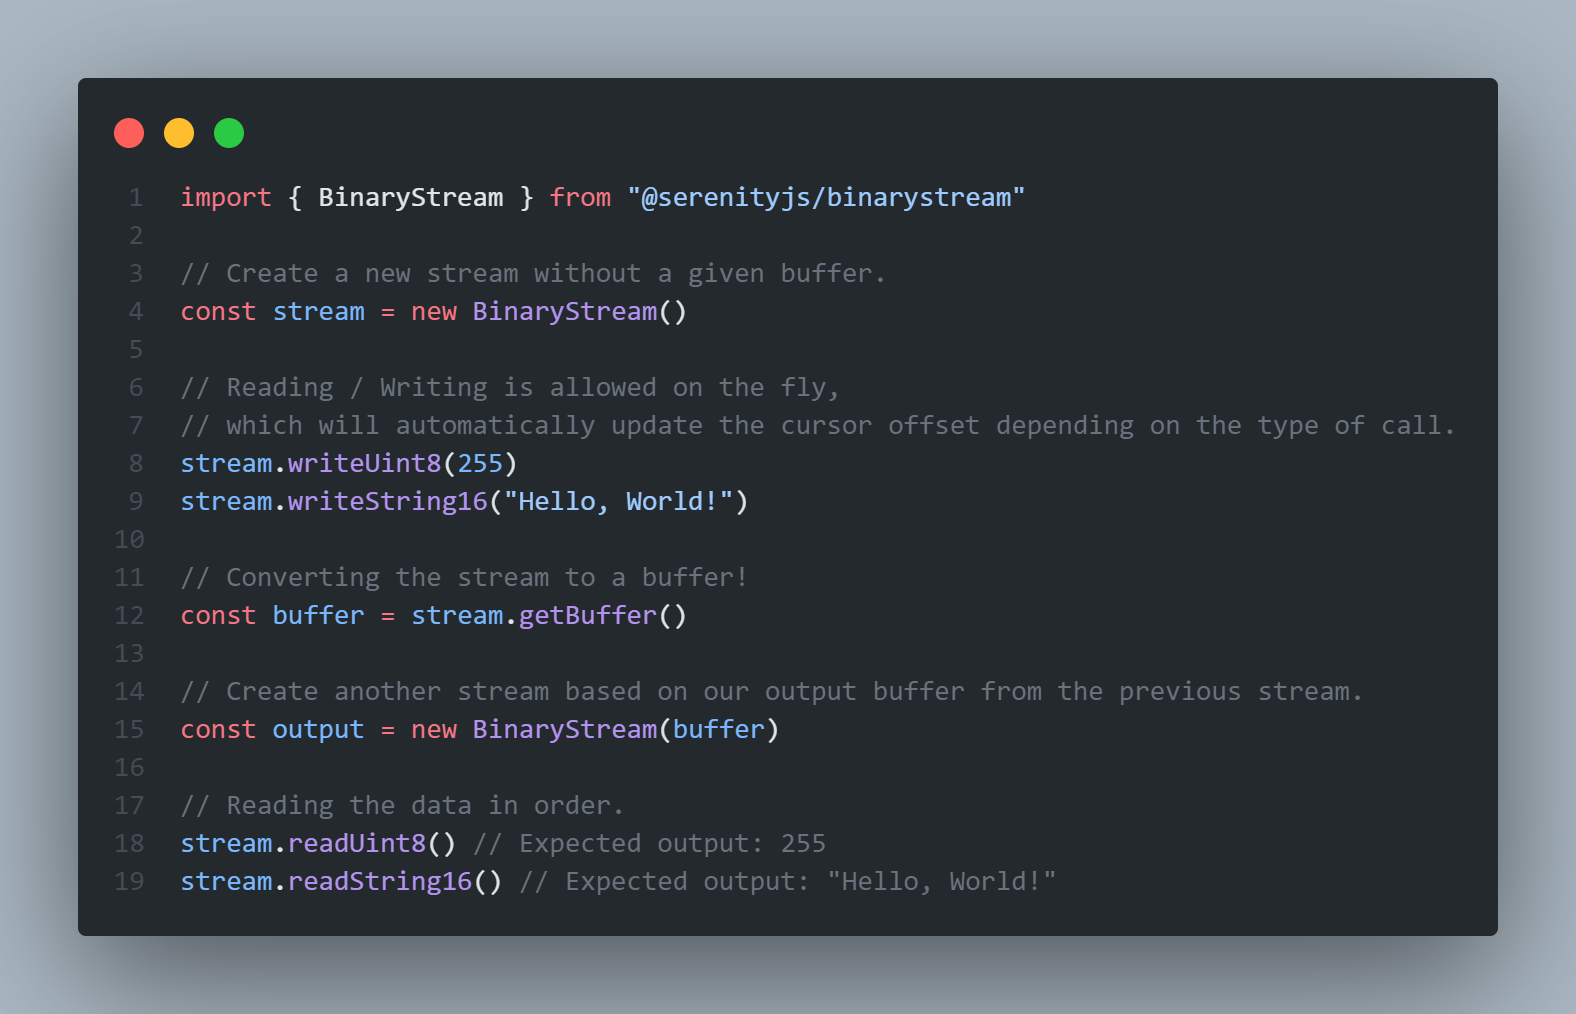 1 import { BinaryStream } from "@serenityjs/binarystream"
2
3 // Create a new stream without a given buffer.
4 const stream = new BinaryStream()
5
6 // Reading / Writing is allowed on the fly,
7 // which will automatically update the cursor offset depending on the type of call.
8 stream.writeUint8(255)
9 stream.writeString16("Hello, World!")
10
11 // Converting the stream to a buffer!
12 const buffer = stream.getBuffer()
13
14 // Create another stream based on our output buffer from the previous stream.
15 const output = new BinaryStream(buffer)
16
17 // Reading the data in order.
18 stream.readUint8() // Expected output: 255
19 stream.readString16() // Expected output: "Hello, World!"